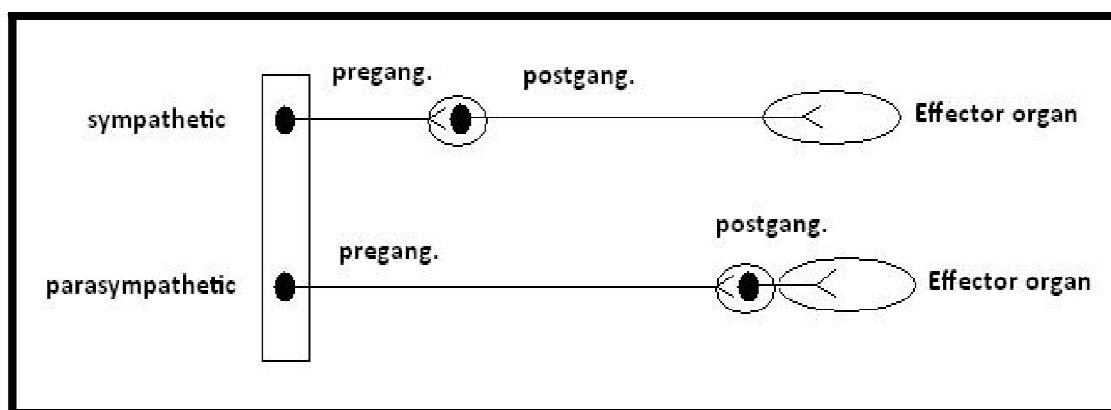 pregang.
postgang.
sympathetic
Effector organ
postgang.
pregang.
parasympathetic
Effector organ